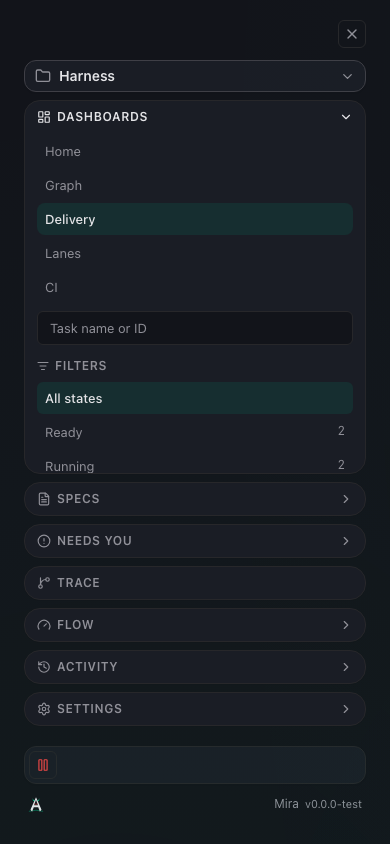 Harness
DASHBOARDS
Home
Graph
Delivery
Lanes
CI
Task name or ID
FILTERS
All states
Ready 2
Running 2
SPECS
NEEDS YOU
TRACE
FLOW
ACTIVITY
SETTINGS
Mira v0.0.0-test